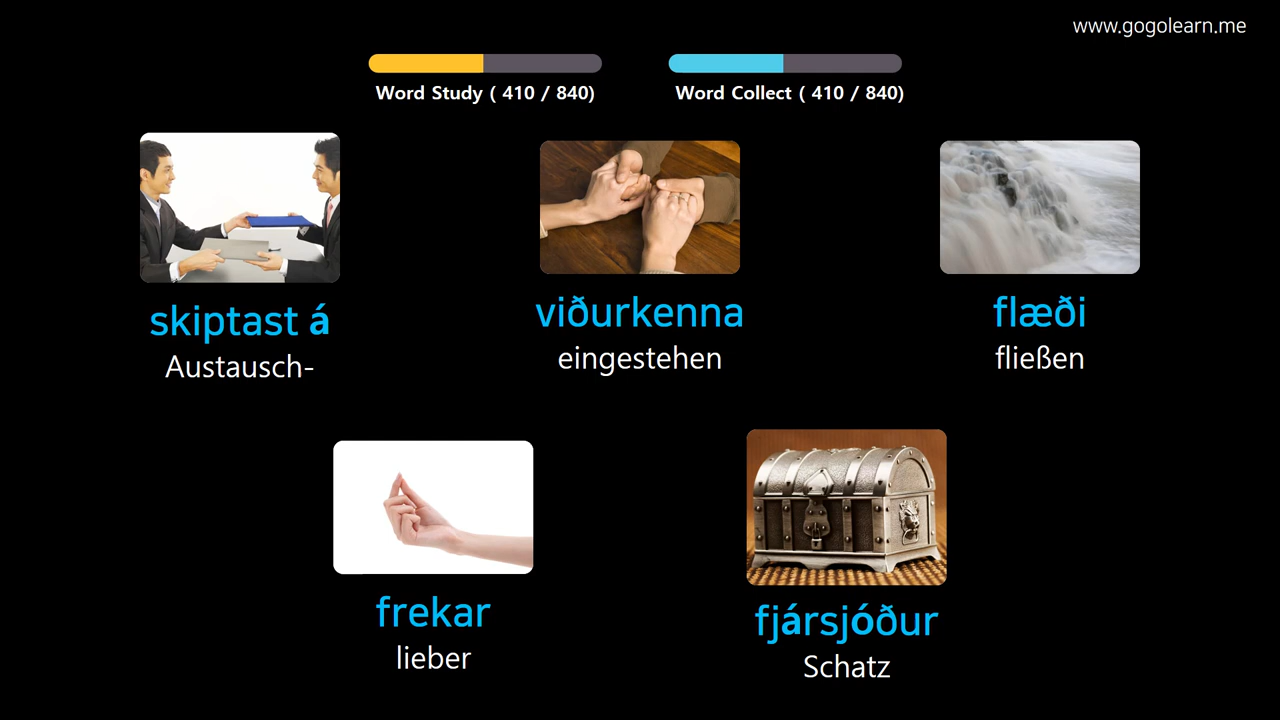 www.gogolearn.me
Word Study ( 410 / 840)
Word Collect ( 410 / 840)
skiptast á
Austausch-
viðurkenna
eingestehen
flæði
fließen
frekar
lieber
fjársjóður
Schatz